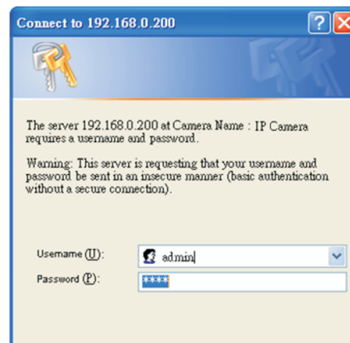 Connect to 192.168.0.200
The server 192.168.0.200 at Camera Name : IP Camera
requires a username and password.
Warning: This server is requesting that your username and
password be sent in an insecure manner (basic authentication
without a secure connection).
Username (U): admin
Password (P): ****